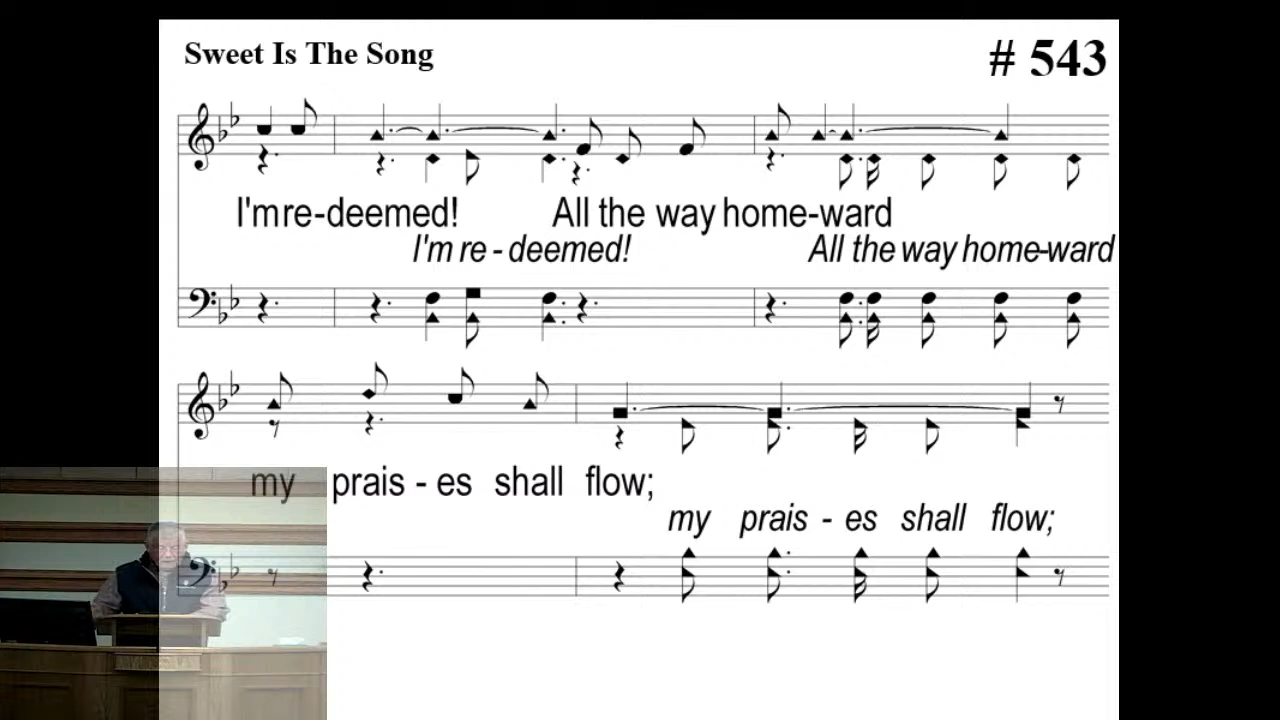 Sweet Is The Song
# 543
I'm re-deemed! All the way home-ward
I'm re - deemed! All the way home-ward
my prais - es shall flow;
my prais - es shall flow;